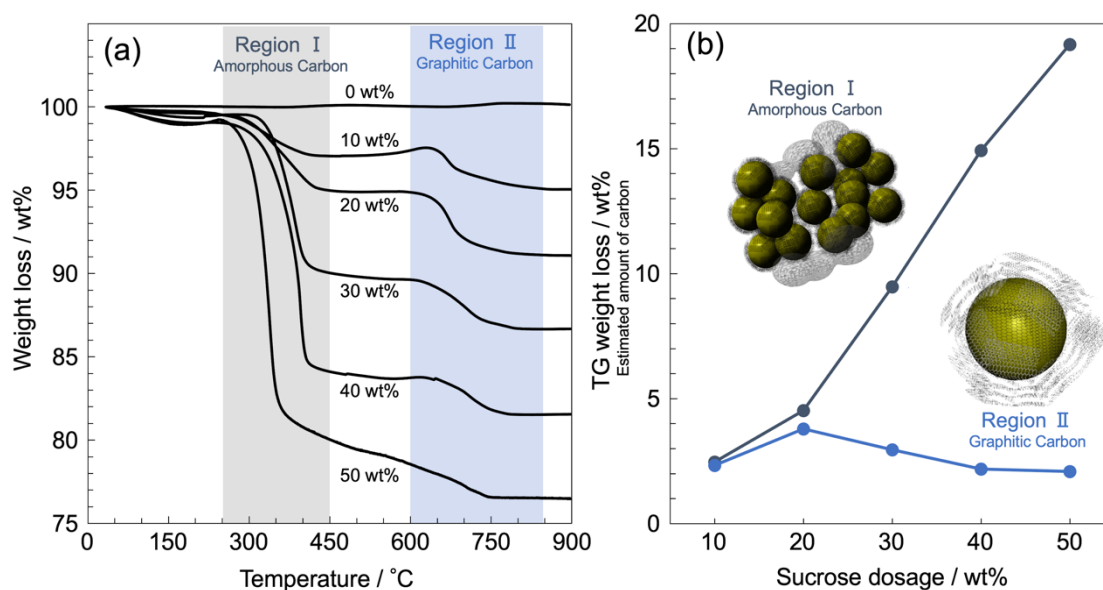 (a)
Region Ⅰ
Amorphous Carbon
Region Ⅱ
Graphitic Carbon
0 wt%
10 wt%
20 wt%
30 wt%
40 wt%
50 wt%
100
95
90
85
80
75
Weight loss / wt%
0 150 300 450 600 750 900
Temperature / ˚C
(b)
Region Ⅰ
Amorphous Carbon
Region Ⅱ
Graphitic Carbon
20
15
10
5
0
TG weight loss / wt%
Estimated amount of carbon
10 20 30 40 50
Sucrose dosage / wt%